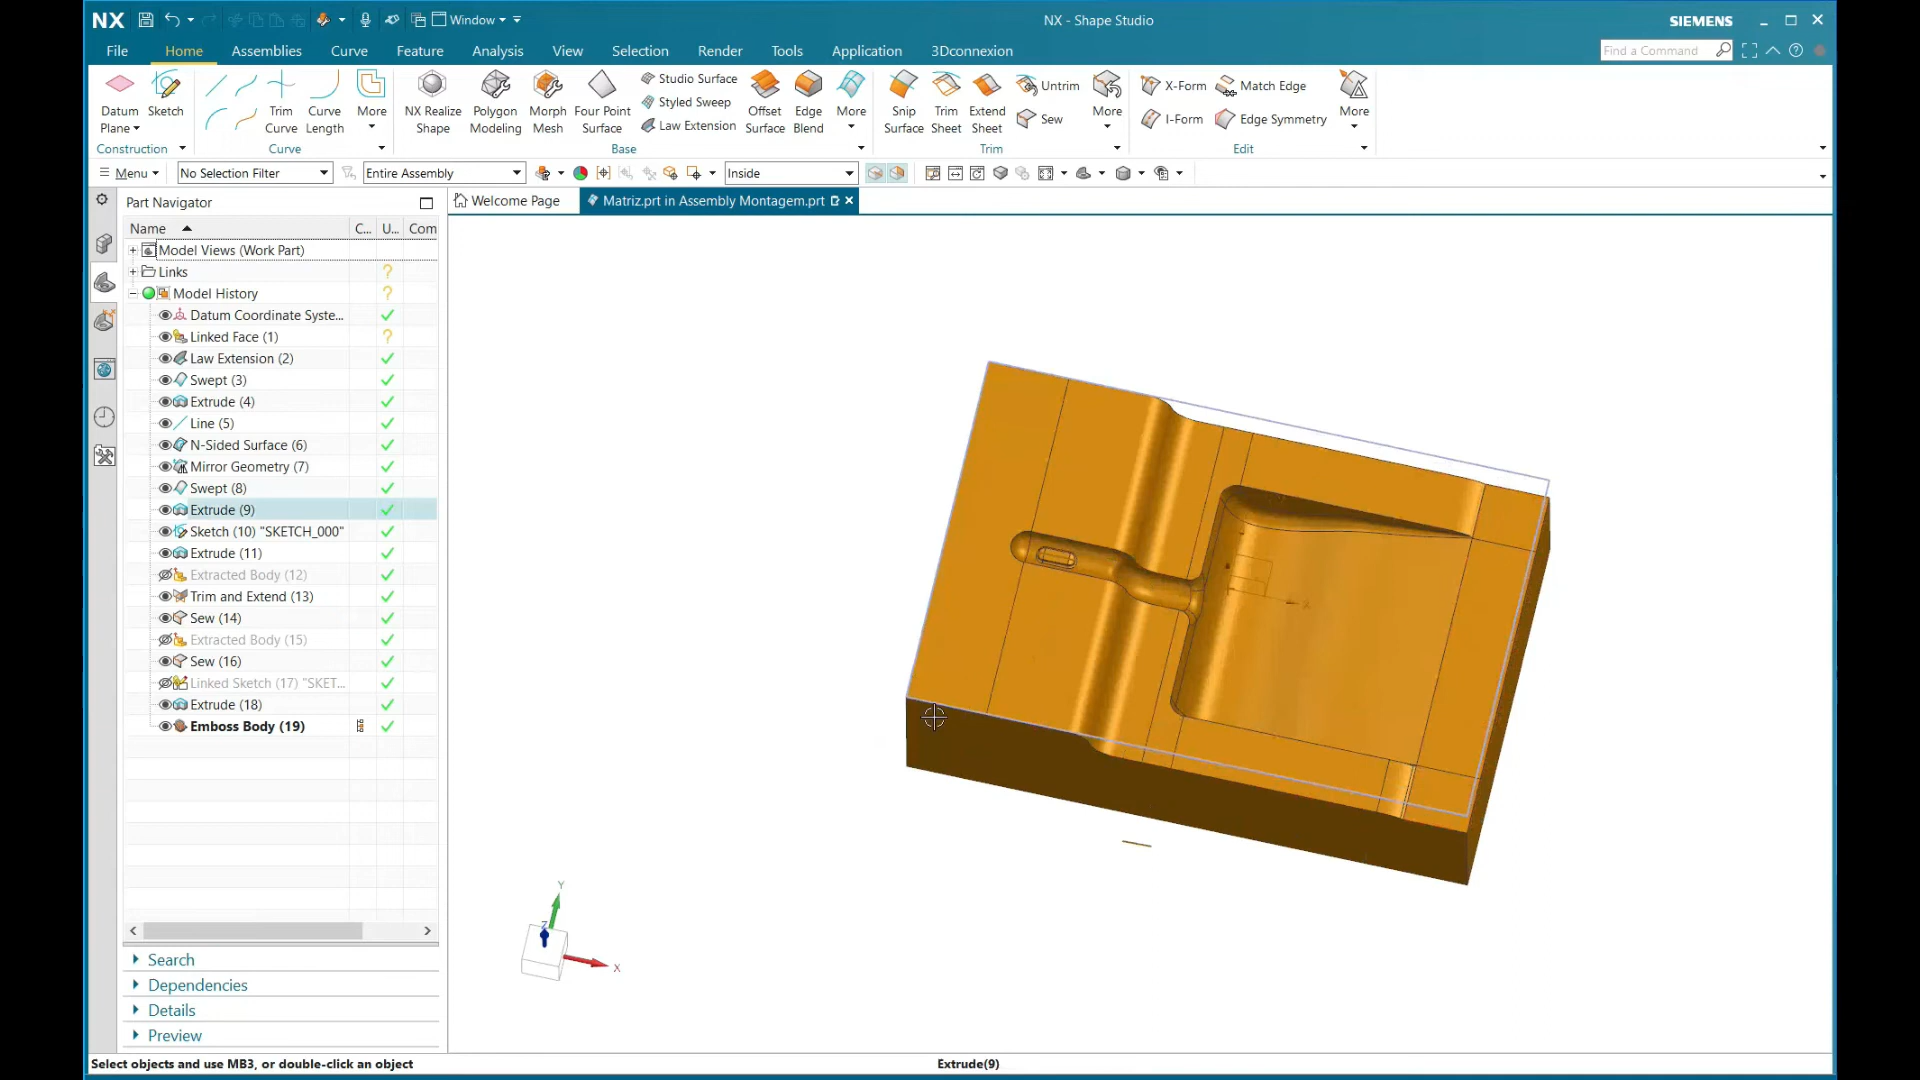 NX
Window
NX - Shape Studio
SIEMENS
File Home Assemblies Curve Feature Analysis View Selection Render Tools Application 3Dconnexion
Find a Command
Datum Plane
Sketch
Trim Curve
Curve Length
More
NX Realize Shape
Polygon Modeling
Morph Mesh
Four Point Surface
Studio Surface
Styled Sweep
Law Extension
Offset Surface
Edge Blend
More
Snip Surface
Trim Sheet
Extend Sheet
Untrim
Sew
More
X-Form
I-Form
Match Edge
Edge Symmetry
More
Construction
Curve
Base
Trim
Edit
Menu
No Selection Filter
Entire Assembly
Inside
Part Navigator
Welcome Page
Matriz.prt in Assembly Montagem.prt
Name C... U... Com
Model Views (Work Part)
Links ?
Model History ?
Datum Coordinate Syste...
Linked Face (1) ?
Law Extension (2)
Swept (3)
Extrude (4)
Line (5)
N-Sided Surface (6)
Mirror Geometry (7)
Swept (8)
Extrude (9)
Sketch (10) "SKETCH_000"
Extrude (11)
Extracted Body (12)
Trim and Extend (13)
Sew (14)
Extracted Body (15)
Sew (16)
Linked Sketch (17) "SKET...
Extrude (18)
Emboss Body (19)
X
Y
Z
X
Search
Dependencies
Details
Preview
Select objects and use MB3, or double-click an object
Extrude(9)